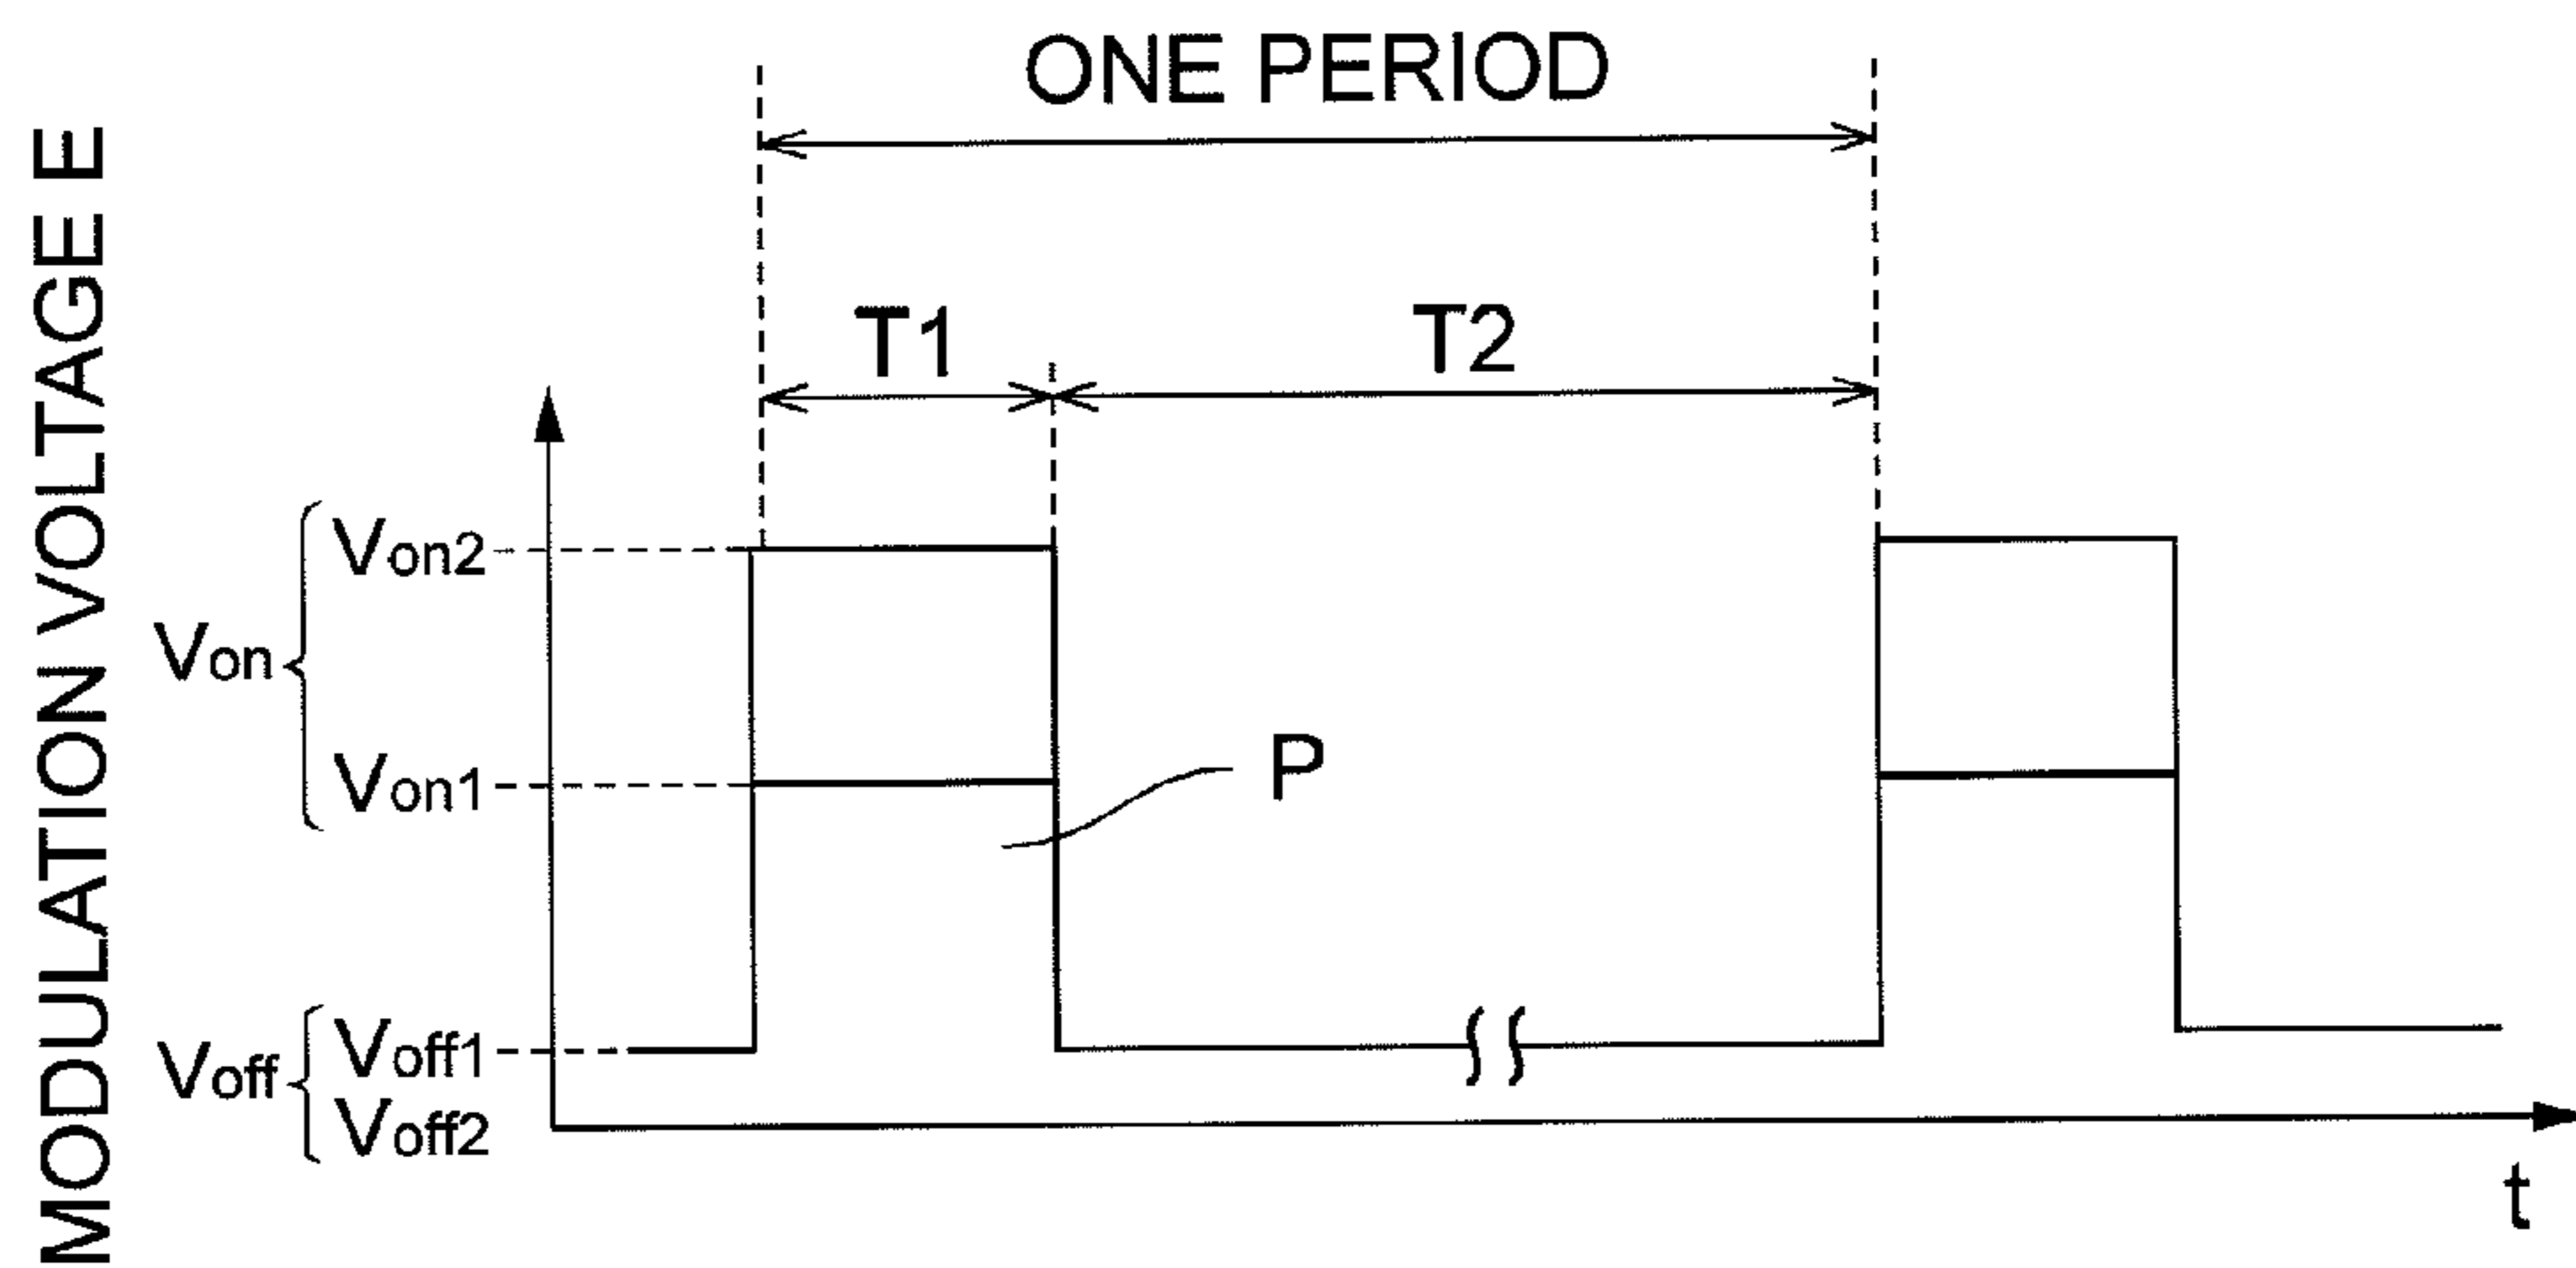 ONE PERIOD
MODULATION VOLTAGE E
T1
T2
Von2
Von
Von1
P
Voff1
Voff
Voff2
t